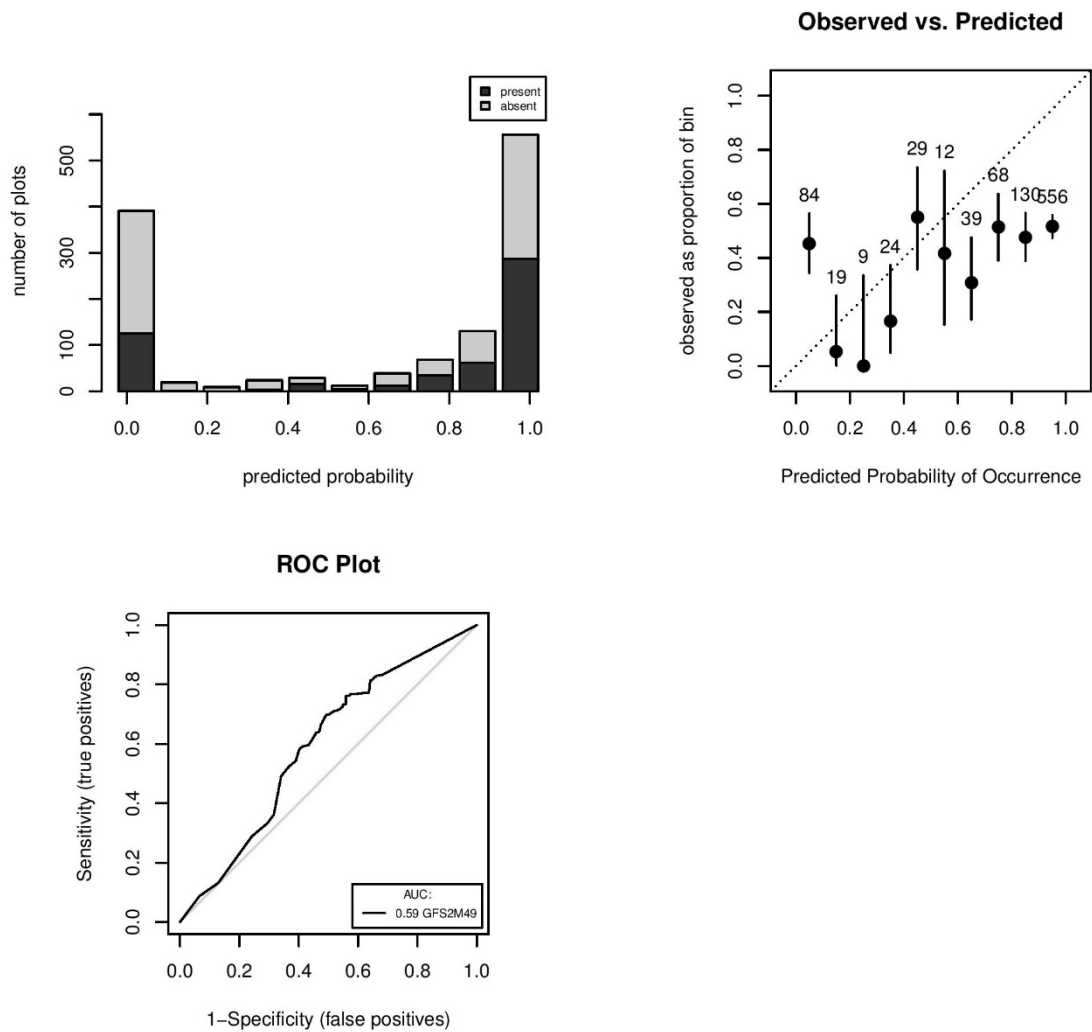 present
absent
number of plots
0 100 300 500
0.0 0.2 0.4 0.6 0.8 1.0
predicted probability
Observed vs. Predicted
observed as proportion of bin
0.0 0.2 0.4 0.6 0.8 1.0
84 19 9 24 29 12 39 68 130 556
0.0 0.2 0.4 0.6 0.8 1.0
Predicted Probability of Occurrence
ROC Plot
Sensitivity (true positives)
0.0 0.2 0.4 0.6 0.8 1.0
AUC:
0.59 GFS2M49
0.0 0.2 0.4 0.6 0.8 1.0
1−Specificity (false positives)